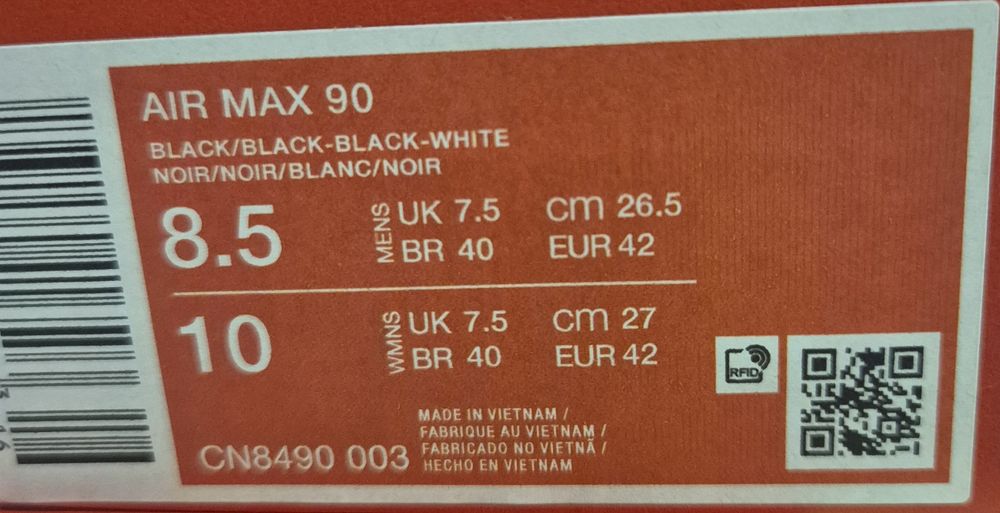 AIR MAX 90
BLACK/BLACK-BLACK-WHITE
NOIR/NOIR/BLANC/NOIR
8.5 MENS UK 7.5 cm 26.5
BR 40 EUR 42
10 WMNS UK 7.5 cm 27
BR 40 EUR 42
RFID
MADE IN VIETNAM /
FABRIQUE AU VIETNAM /
FABRICADO NO VIETNÃ /
HECHO EN VIETNAM
CN8490 003